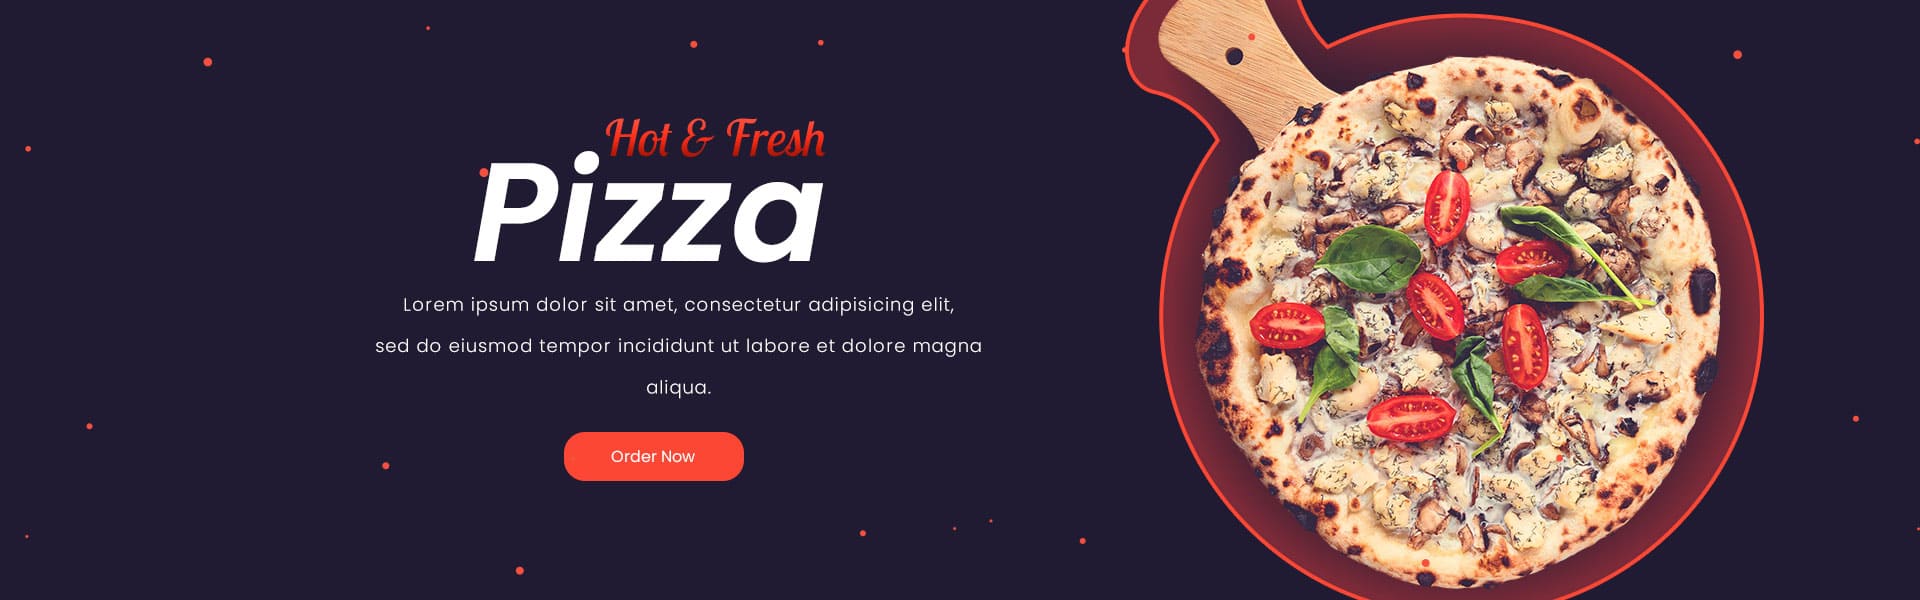 Hot & Fresh
Pizza
Lorem ipsum dolor sit amet, consectetur adipisicing elit,
sed do eiusmod tempor incididunt ut labore et dolore magna
aliqua.
Order Now